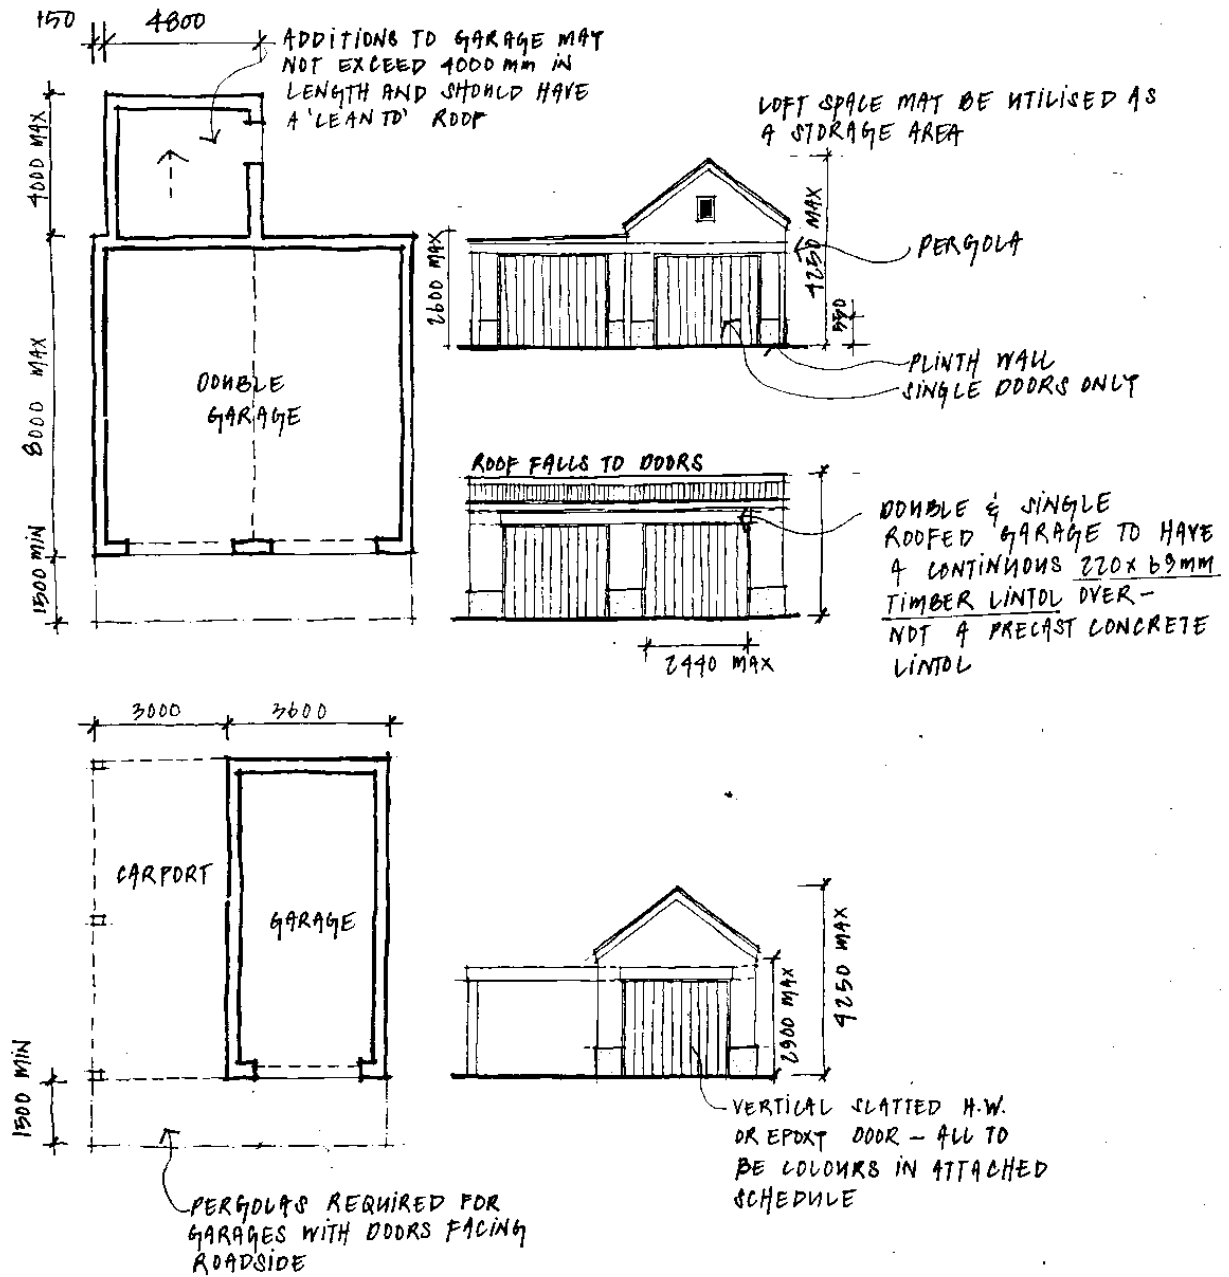 150
4800
ADDITIONS TO GARAGE MAY
NOT EXCEED 4000 mm IN
LENGTH AND SHOULD HAVE
A 'LEAN TO' ROOF
4000 MAX
8000 MAX
1500 MIN
DOUBLE
GARAGE
LOFT SPACE MAY BE UTILISED AS
A STORAGE AREA
2600 MAX
4250 MAX
550
PERGOLA
PLINTH WALL
SINGLE DOORS ONLY
ROOF FALLS TO DOORS
2440 MAX
DOUBLE & SINGLE
ROOFED GARAGE TO HAVE
A CONTINUOUS 220 x 69mm
TIMBER LINTOL OVER -
NOT A PRECAST CONCRETE
LINTOL
3000
3600
CARPORT
GARAGE
1500 MIN
PERGOLAS REQUIRED FOR
GARAGES WITH DOORS FACING
ROADSIDE
2900 MAX
4250 MAX
VERTICAL SLATTED H.W.
OR EPOXY DOOR - ALL TO
BE COLOURS IN ATTACHED
SCHEDULE